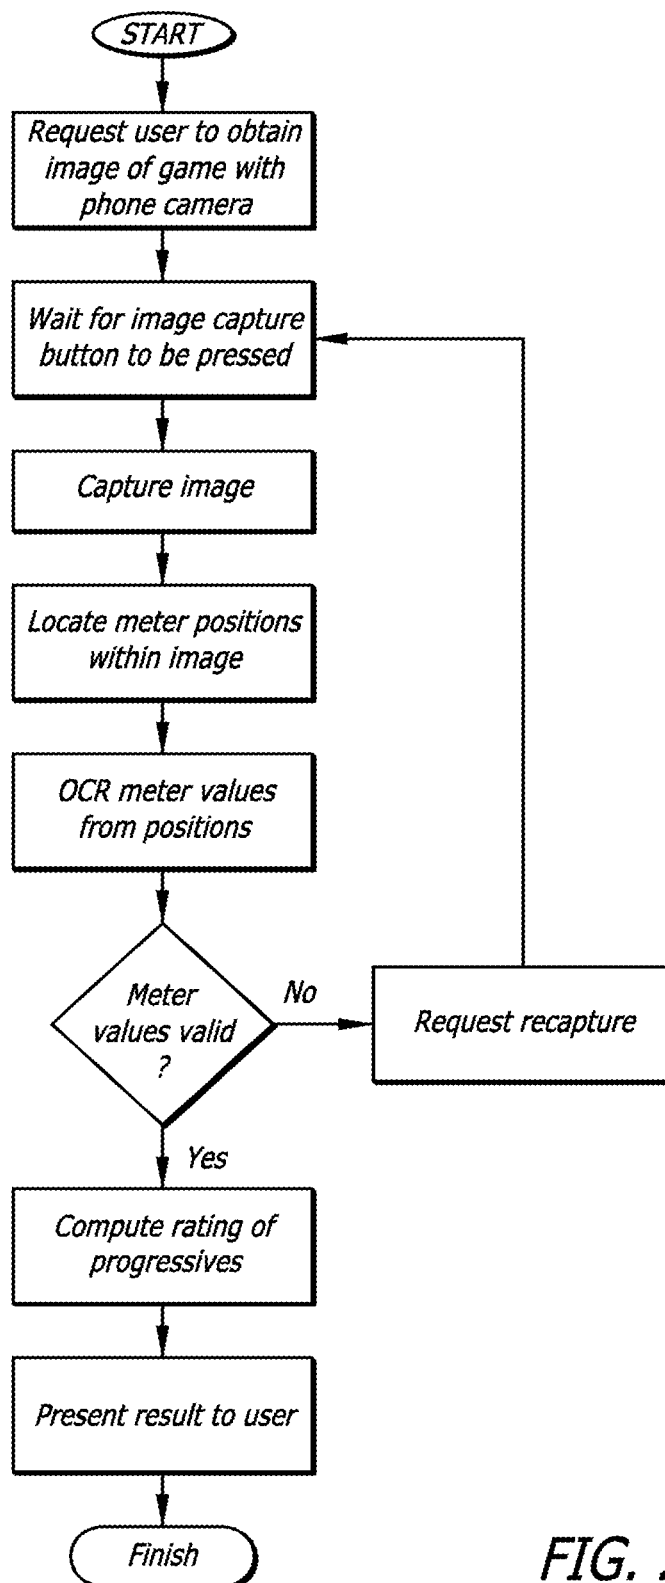 START
Request user to obtain
image of game with
phone camera
Wait for image capture
button to be pressed
Capture image
Locate meter positions
within image
OCR meter values
from positions
Meter
values valid
?
No
Request recapture
Yes
Compute rating of
progressives
Present result to user
Finish
FIG.